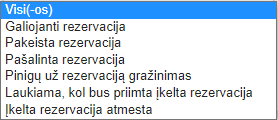 Visi(-os)
Galiojanti rezervacija
Pakeista rezervacija
Pašalinta rezervacija
Pinigų už rezervaciją gražinimas
Laukiama, kol bus priimta įkelta rezervacija
Įkelta rezervacija atmesta